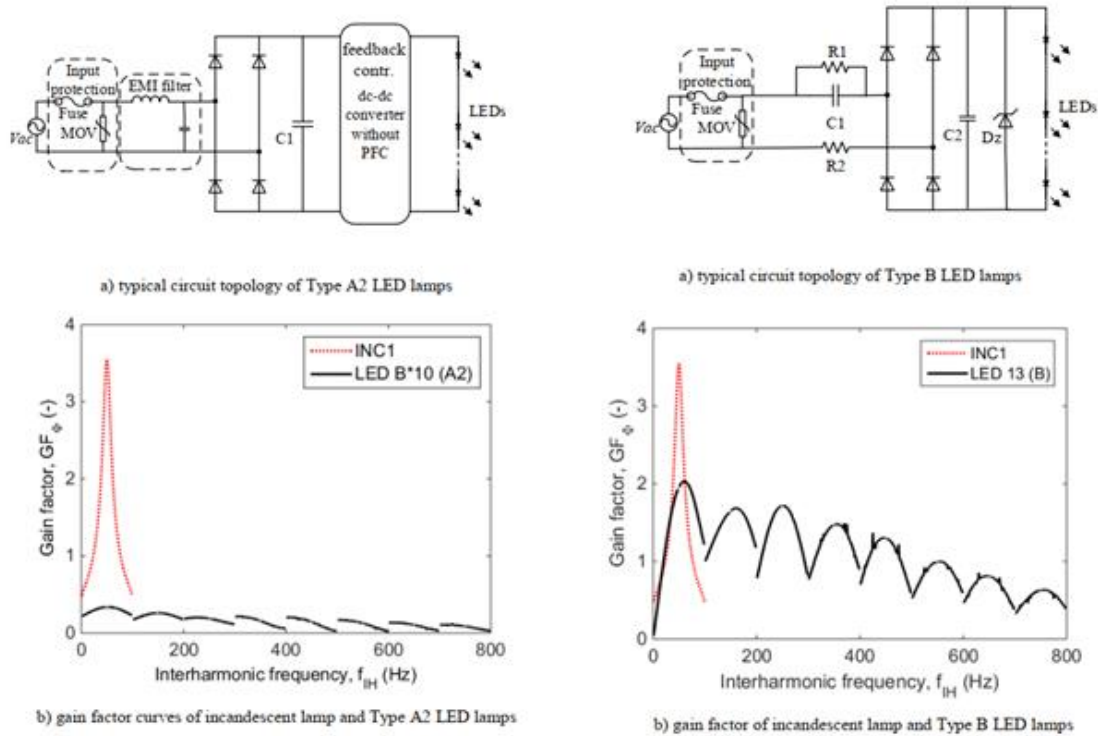 Input
protection
EMI filter
Fuse
MOV
Vac
C1
feedback
contr.
dc-dc
converter
without
PFC
LEDs
a) typical circuit topology of Type A2 LED lamps
Input
protection
Fuse
MOV
Vac
R1
C1
R2
C2
Dz
LEDs
a) typical circuit topology of Type B LED lamps
4
3
2
1
0
Gain factor, GFΦ (-)
INC1
LED B*10 (A2)
0 200 400 600 800
Interharmonic frequency, fIH (Hz)
b) gain factor curves of incandescent lamp and Type A2 LED lamps
4
3
2
1
0
Gain factor, GFΦ (-)
INC1
LED 13 (B)
0 200 400 600 800
Interharmonic frequency, fIH (Hz)
b) gain factor of incandescent lamp and Type B LED lamps